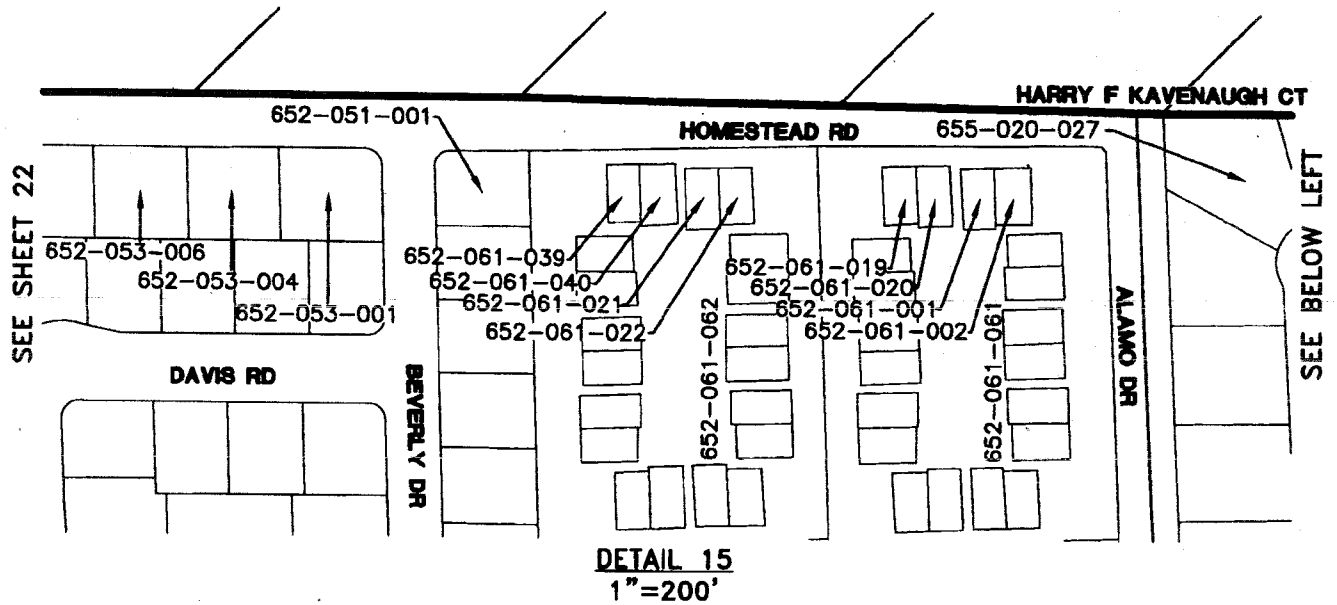 HARRY F KAVENAUGH CT
652-051-001
HOMESTEAD RD
655-020-027
SEE SHEET 22
SEE BELOW LEFT
652-053-006
652-053-004
652-053-001
652-061-039
652-061-040
652-061-021
652-061-022
652-061-062
652-061-019
652-061-020
652-061-001
652-061-002
652-061-061
ALAMO DR
DAVIS RD
BEVERLY DR
DETAIL 15
1"=200'